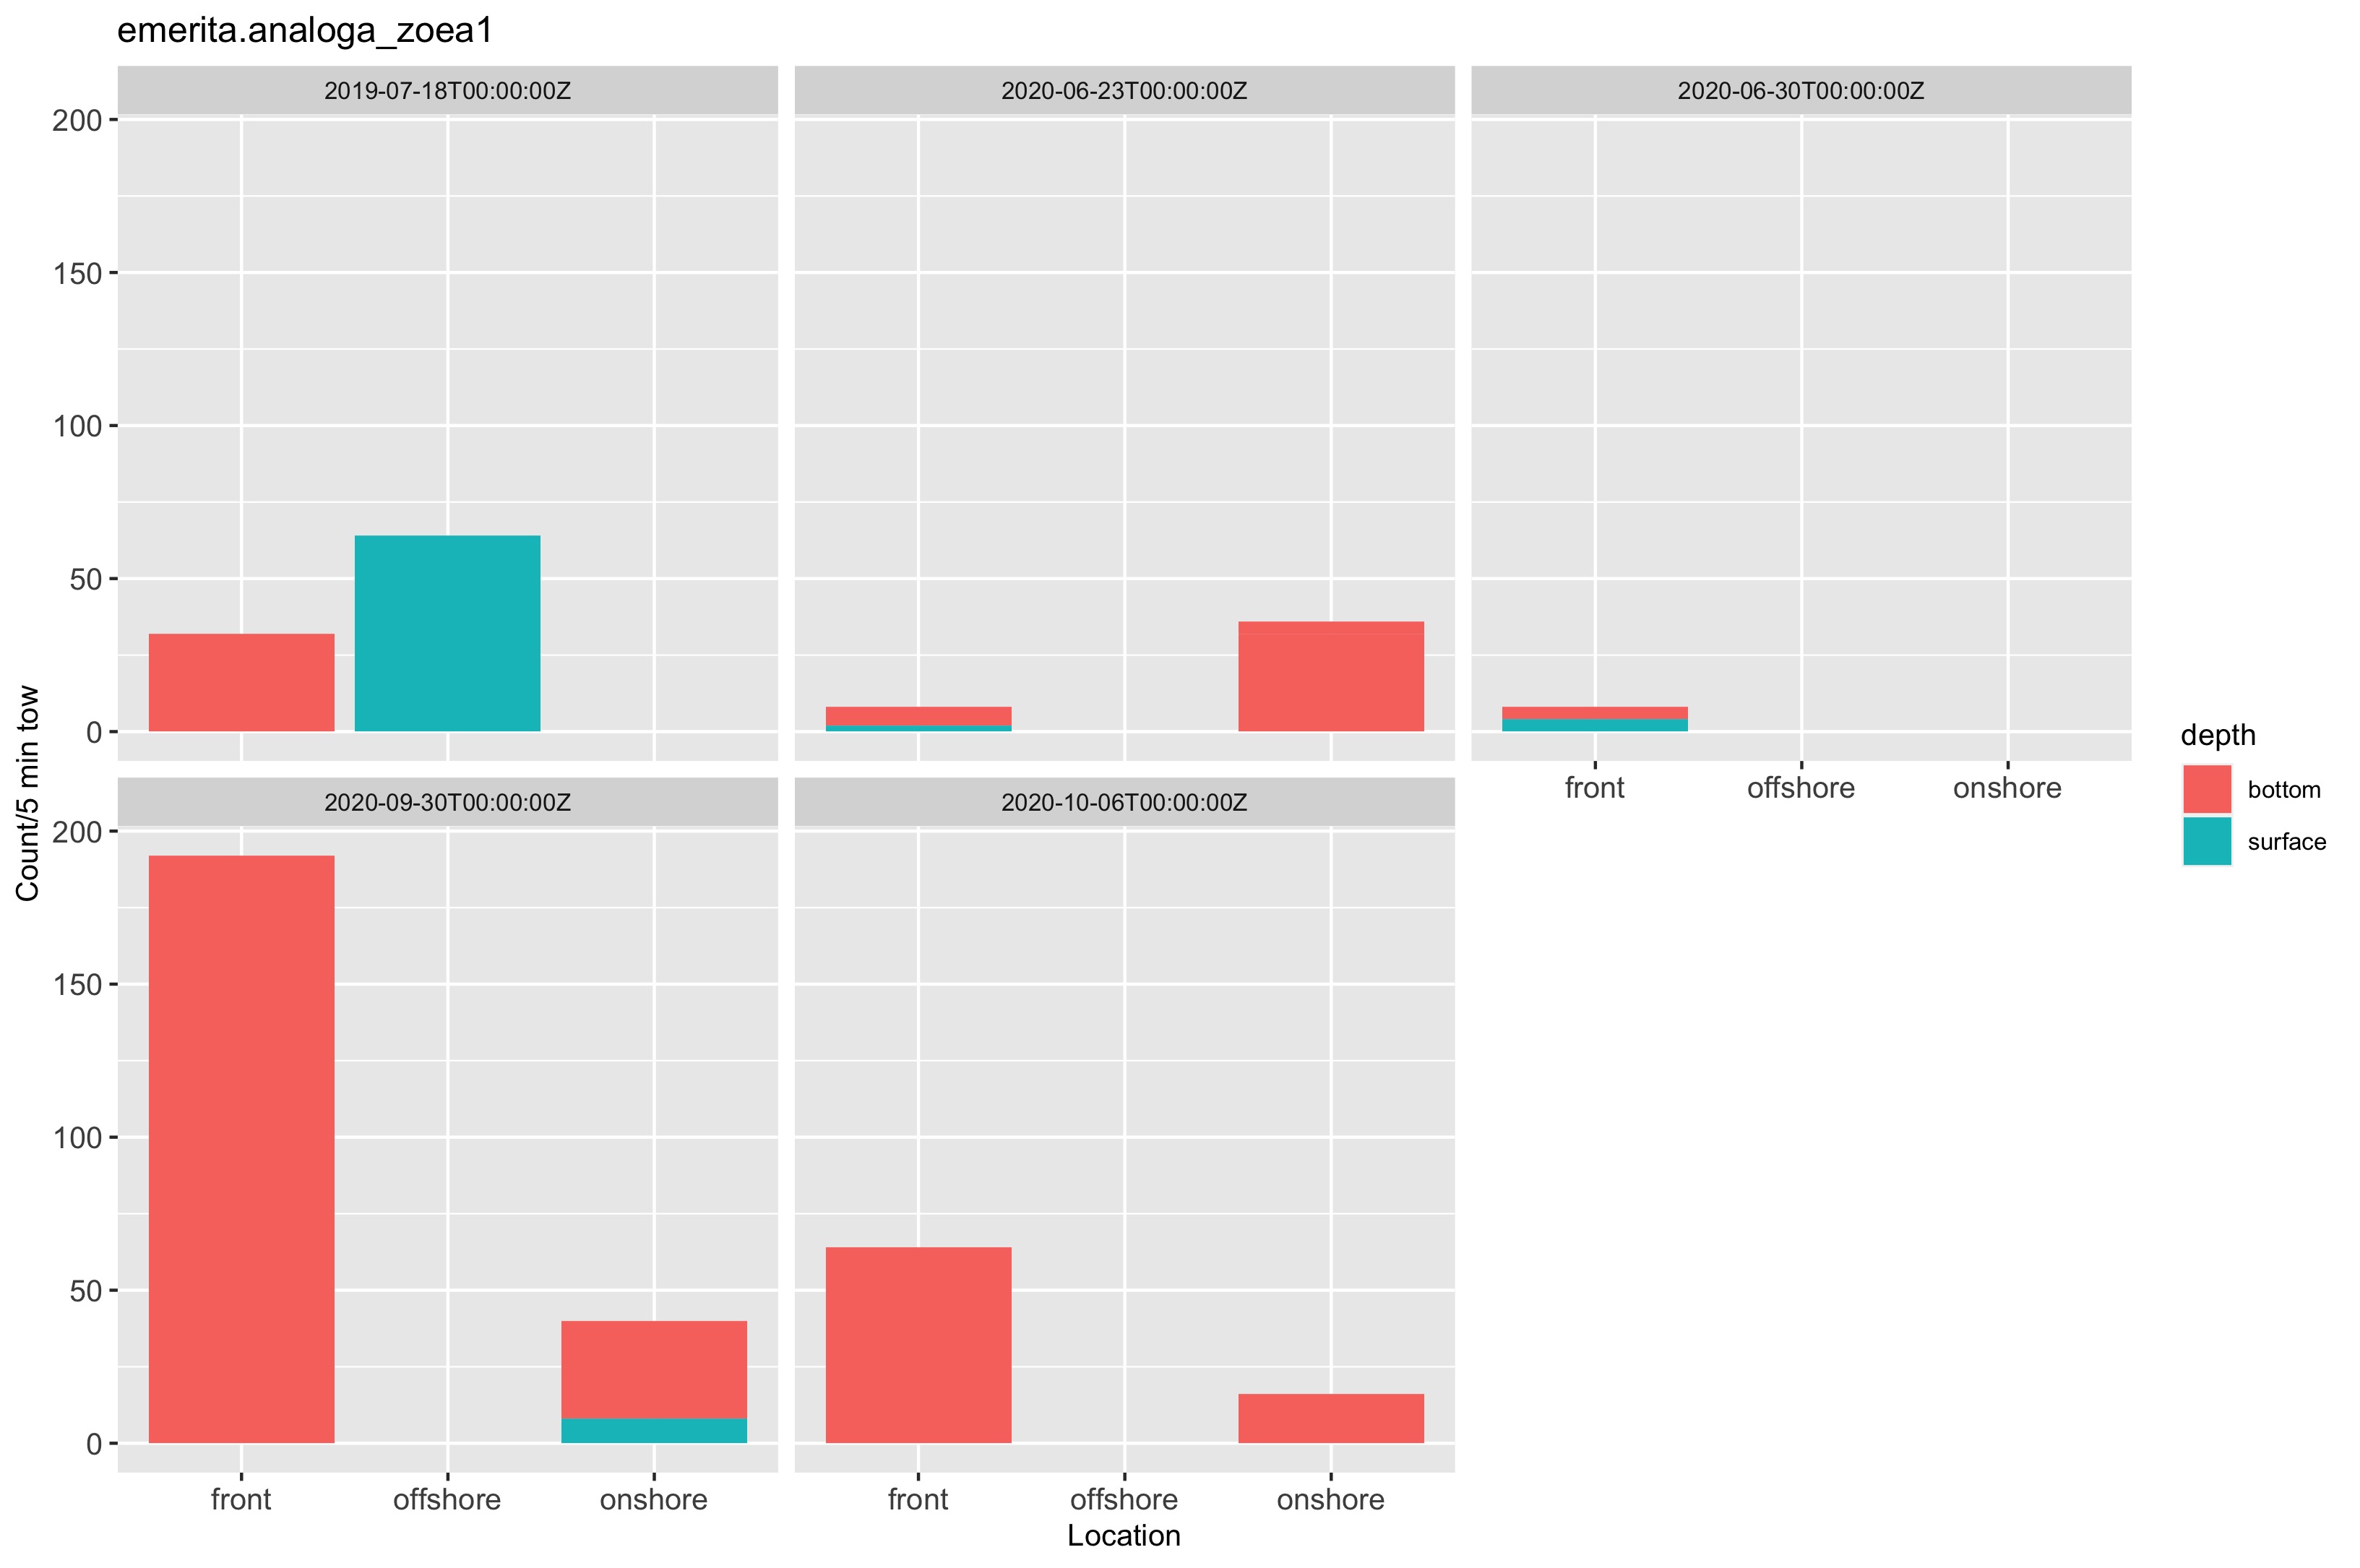 emerita.analoga_zoea1
2019-07-18T00:00:00Z
2020-06-23T00:00:00Z
2020-06-30T00:00:00Z
200
150
100
50
0
front
offshore
onshore
2020-09-30T00:00:00Z
2020-10-06T00:00:00Z
200
150
100
50
0
front
offshore
onshore
front
offshore
onshore
Location
Count/5 min tow
depth
bottom
surface